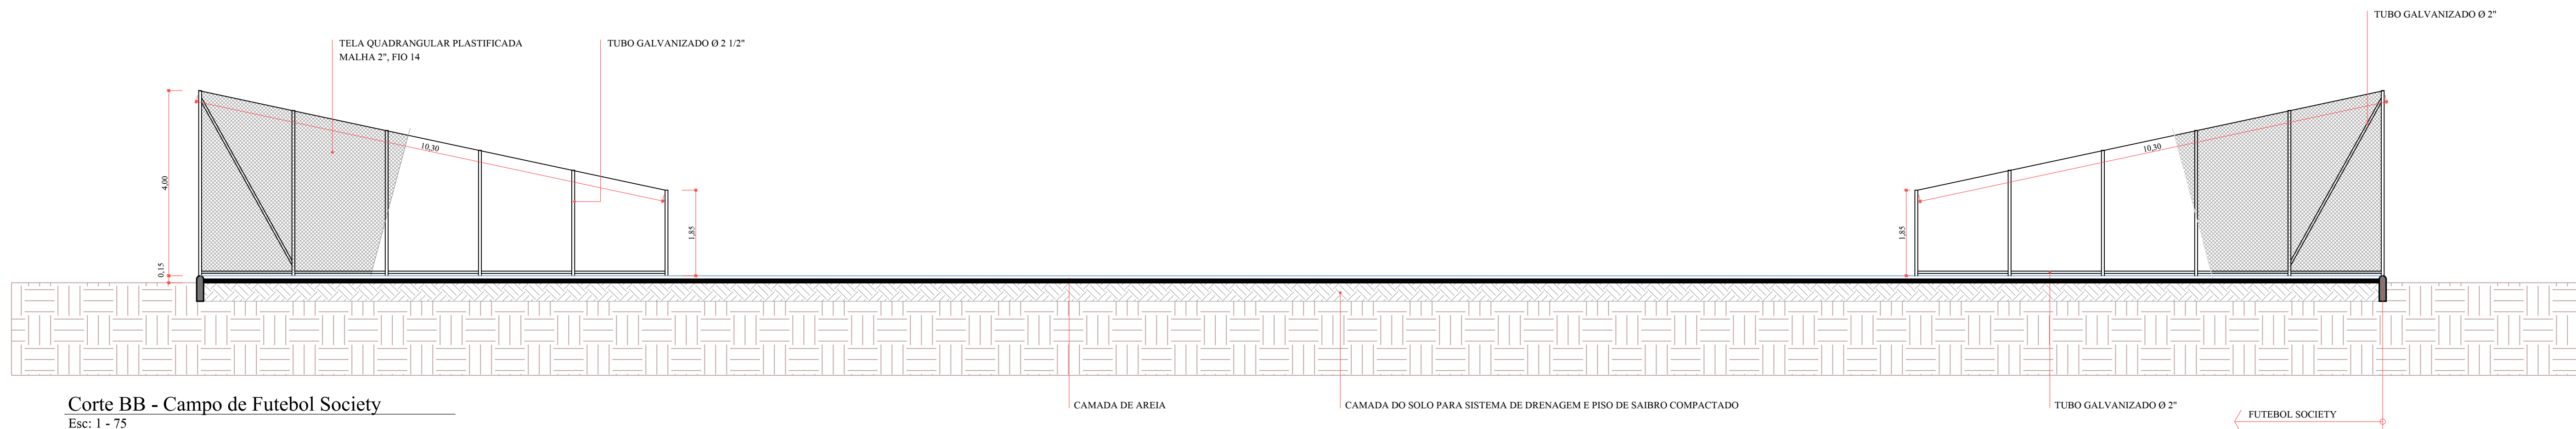 TUBO GALVANIZADO Ø 2"
TELA QUADRANGULAR PLASTIFICADA
MALHA 2", FIO 14
TUBO GALVANIZADO Ø 2 1/2"
10,30
10,30
4,00
1,85
1,85
0,15
Corte BB - Campo de Futebol Society
Esc: 1 - 75
CAMADA DE AREIA
CAMADA DO SOLO PARA SISTEMA DE DRENAGEM E PISO DE SAIBRO COMPACTADO
TUBO GALVANIZADO Ø 2"
FUTEBOL SOCIETY